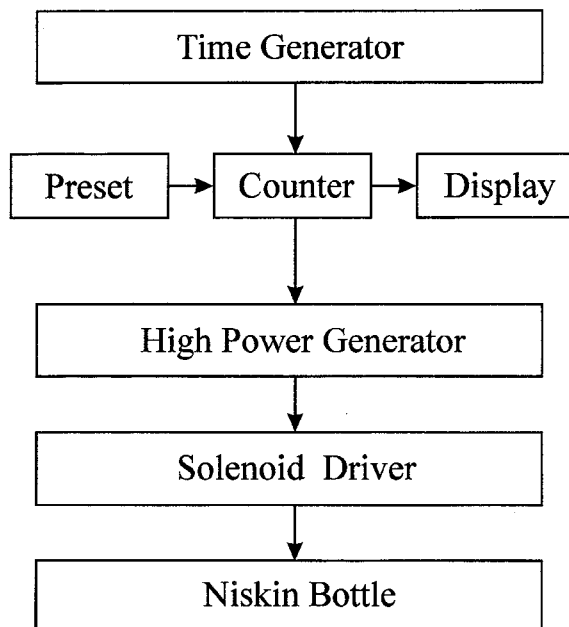 Time Generator
Preset
Counter
Display
High Power Generator
Solenoid Driver
Niskin Bottle